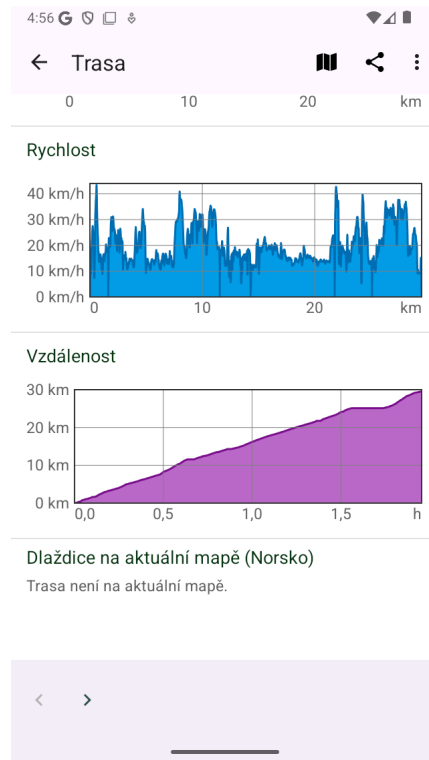 4:56
Trasa
0 10 20 km
Rychlost
40 km/h
30 km/h
20 km/h
10 km/h
0 km/h
0 10 20 km
Vzdálenost
30 km
20 km
10 km
0 km
0,0 0,5 1,0 1,5 h
Dlaždice na aktuální mapě (Norsko)
Trasa není na aktuální mapě.